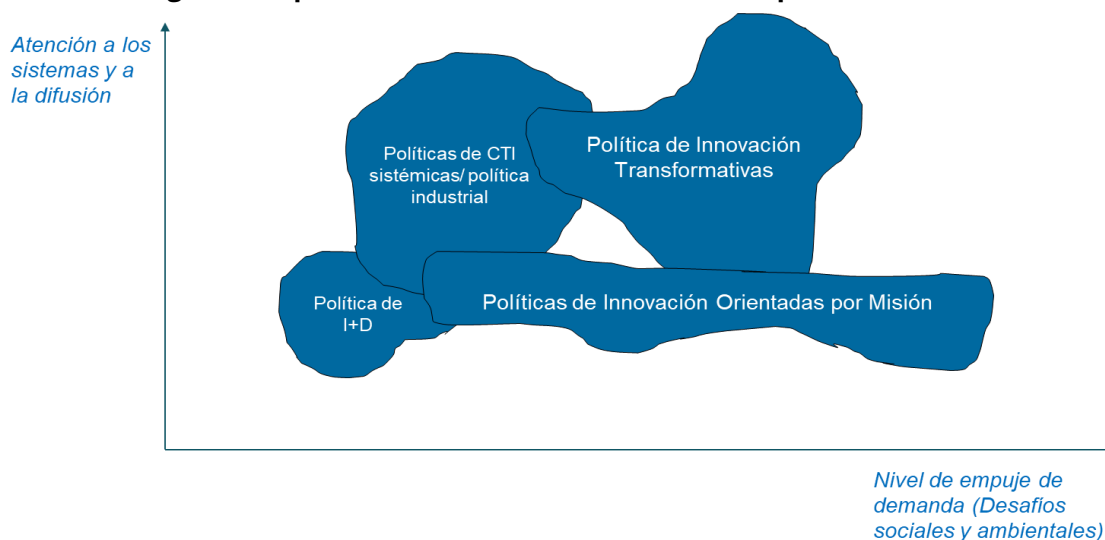 Atención a los
sistemas y a
la difusión
Políticas de CTI
sistémicas/ política
industrial
Política de Innovación
Transformativas
Política de
I+D
Políticas de Innovación Orientadas por Misión
Nivel de empuje de
demanda (Desafíos
sociales y ambientales)